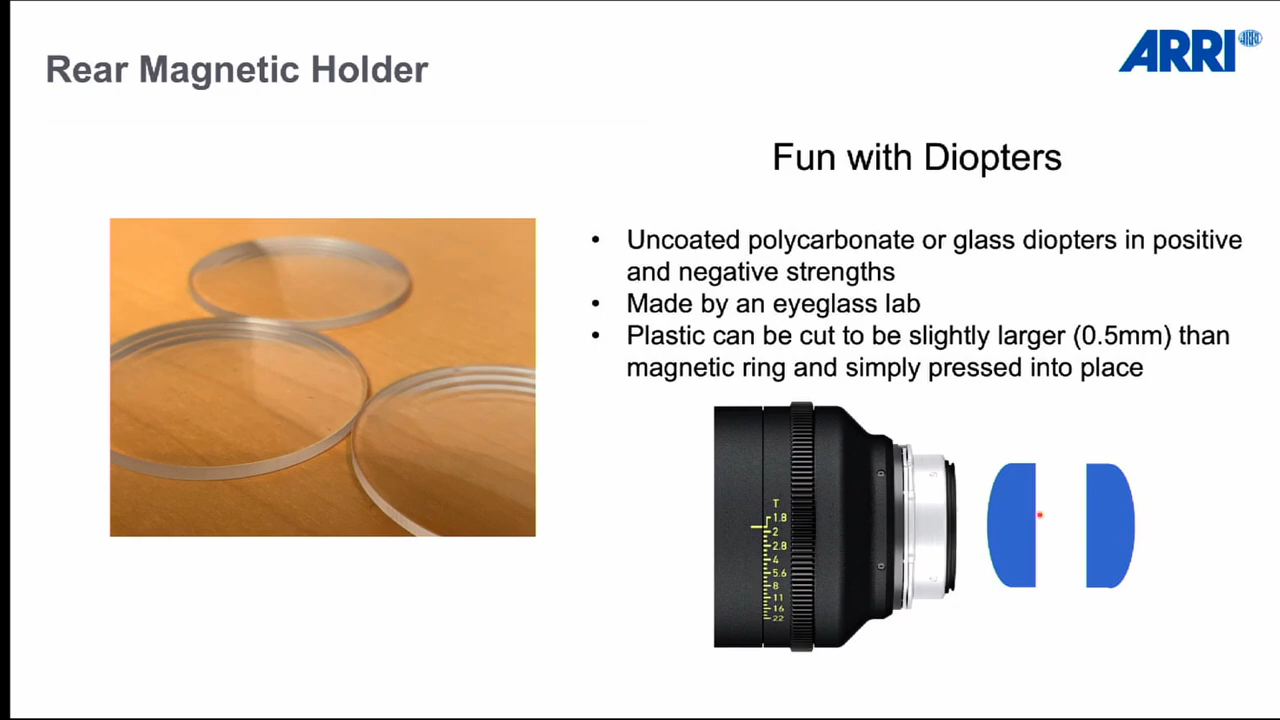 Rear Magnetic Holder
ARRI
ARRI
Fun with Diopters
• Uncoated polycarbonate or glass diopters in positive
and negative strengths
• Made by an eyeglass lab
• Plastic can be cut to be slightly larger (0.5mm) than
magnetic ring and simply pressed into place
T
1.8
2
2.8
4
5.6
8
11
16
22